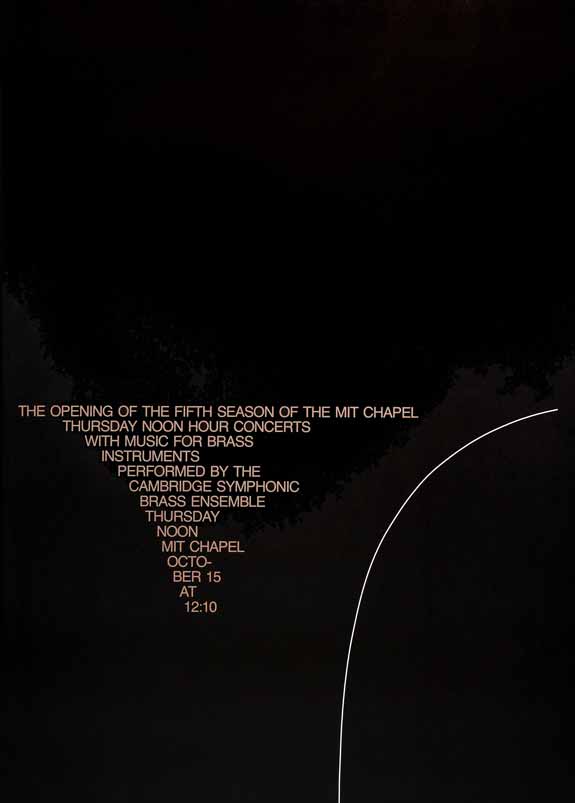 THE OPENING OF THE FIFTH SEASON OF THE MIT CHAPEL
THURSDAY NOON HOUR CONCERTS
WITH MUSIC FOR BRASS
INSTRUMENTS
PERFORMED BY THE
CAMBRIDGE SYMPHONIC
BRASS ENSEMBLE
THURSDAY
NOON
MIT CHAPEL
OCTO-
BER 15
AT
12:10